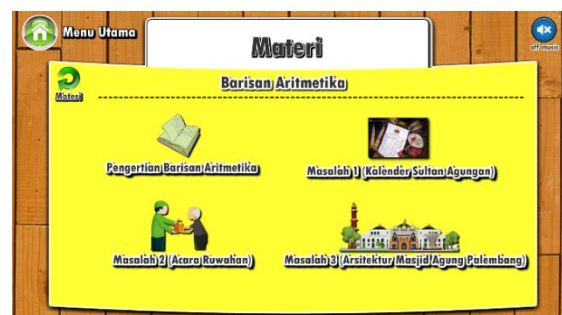 Menu Utama
Materi
off music
Materi
Barisan Aritmetika
Pengertian Barisan Aritmetika
Masalah 1 (Kalender Sultan Agungan)
Masalah 2 (Acara Ruwahan)
Masalah 3 (Arsitektur Masjid Agung Palembang)